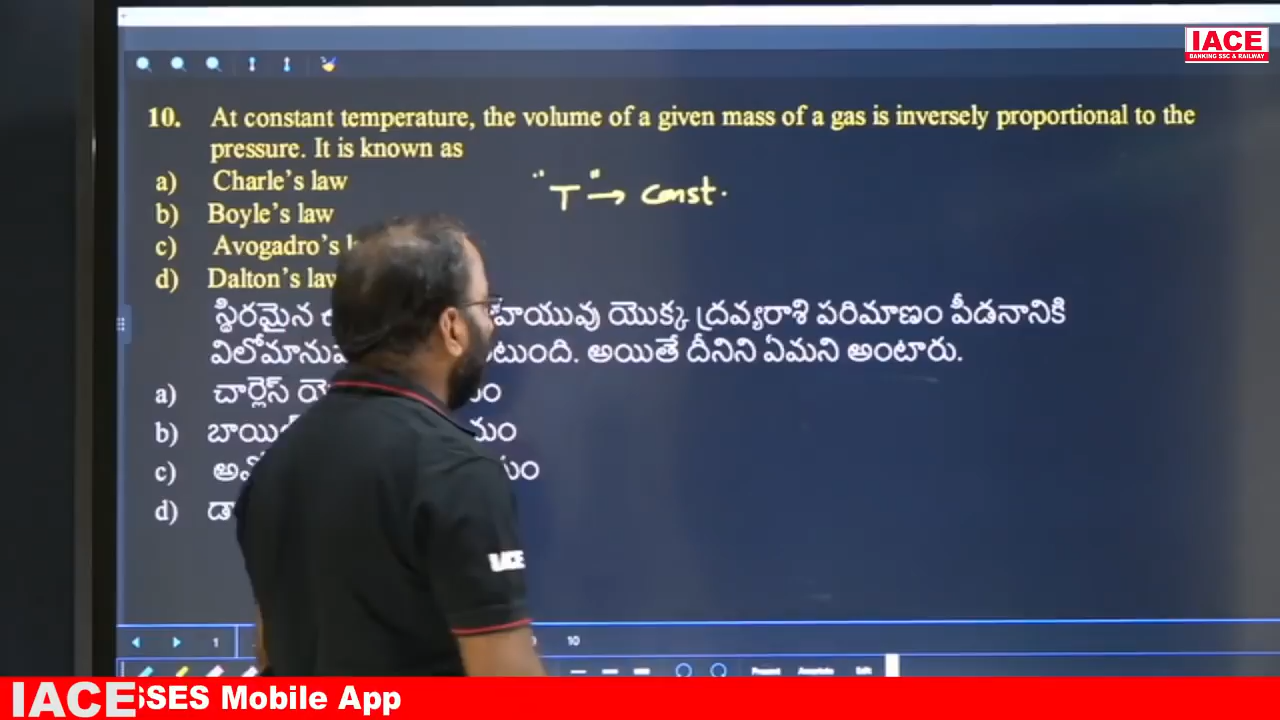 IACE
BANKING SSC & RAILWAY
10. At constant temperature, the volume of a given mass of a gas is inversely proportional to the
pressure. It is known as
a) Charle's law
b) Boyle's law
c) Avogadro's
d) Dalton's law
"T" → const.
స్థిరమైన యొక్క ద్రవ్యరాశి పరిమాణం పీడనానికి
అయితే దీనిని ఏమని అంటారు.
a) చార్లెస్
b)
c)
d)
1
10
IACE
IACE SSES Mobile App